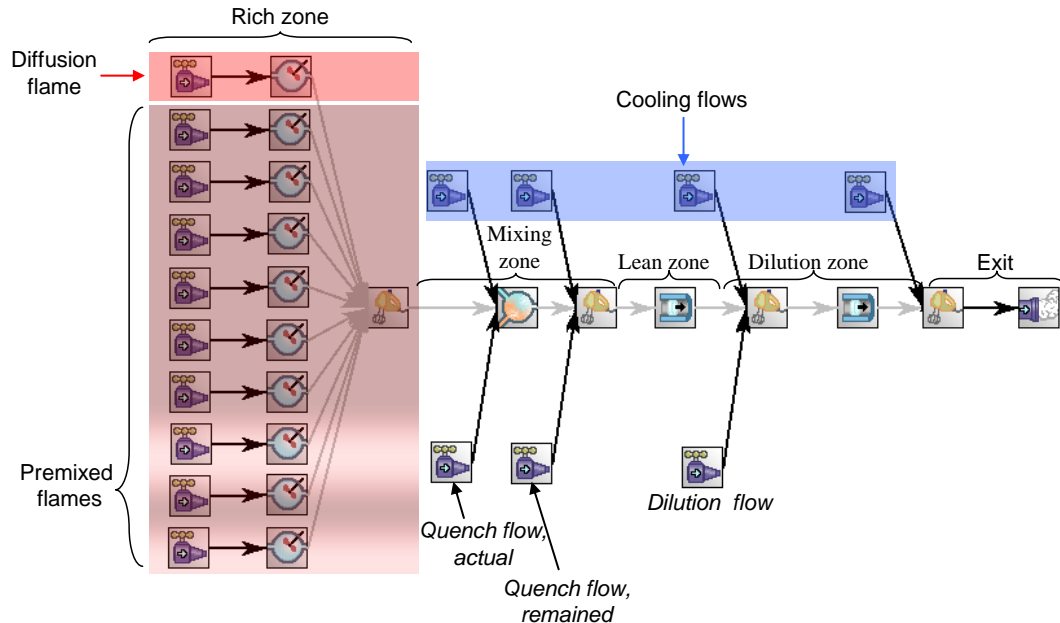 Rich zone
Diffusion
flame
Cooling flows
Mixing
zone
Lean zone
Dilution zone
Exit
Premixed
flames
Quench flow,
actual
Dilution flow
Quench flow,
remained